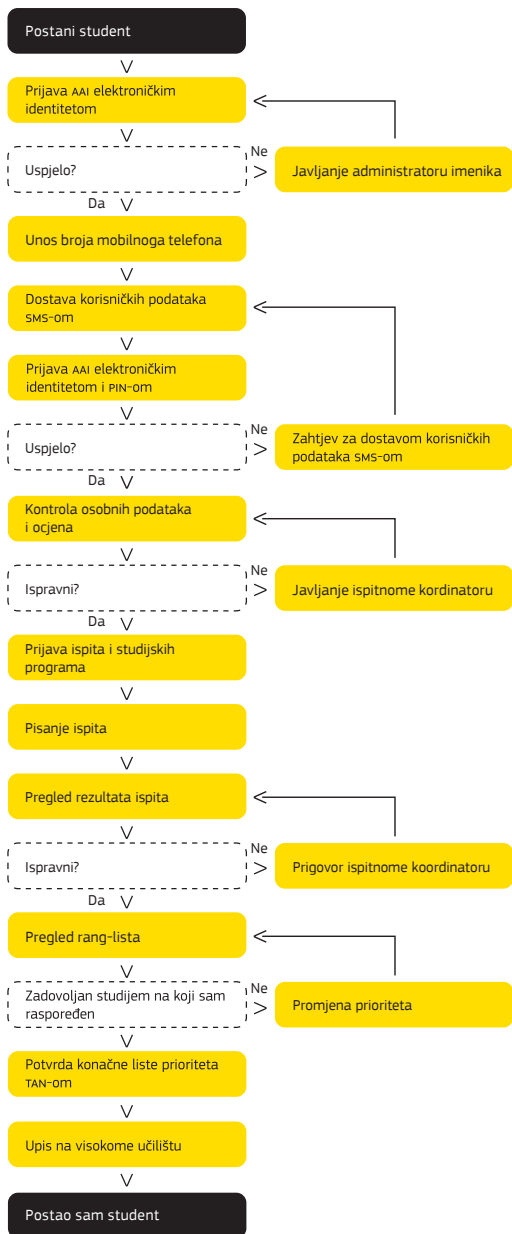 Postani student
Prijava AAI elektroničkim
identitetom
Uspjelo?
Ne
Javljanje administratoru imenika
Da
Unos broja mobilnoga telefona
Dostava korisničkih podataka
SMS-om
Prijava AAI elektroničkim
identitetom i PIN-om
Uspjelo?
Ne
Zahtjev za dostavom korisničkih
podataka SMS-om
Da
Kontrola osobnih podataka
i ocjena
Ispravni?
Ne
Javljanje ispitnome kordinatoru
Da
Prijava ispita i studijskih
programa
Pisanje ispita
Pregled rezultata ispita
Ispravni?
Ne
Prigovor ispitnome koordinatoru
Da
Pregled rang-lista
Zadovoljan studijem na koji sam
raspoređen
Ne
Promjena prioriteta
Potvrda konačne liste prioriteta
TAN-om
Upis na visokome učilištu
Postao sam student